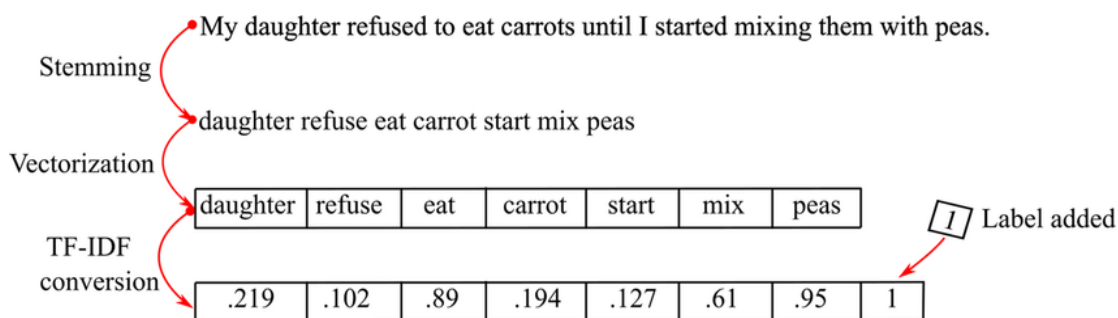 My daughter refused to eat carrots until I started mixing them with peas.
Stemming
daughter refuse eat carrot start mix peas
Vectorization
daughter refuse eat carrot start mix peas
1 Label added
TF-IDF
conversion
.219 .102 .89 .194 .127 .61 .95 1